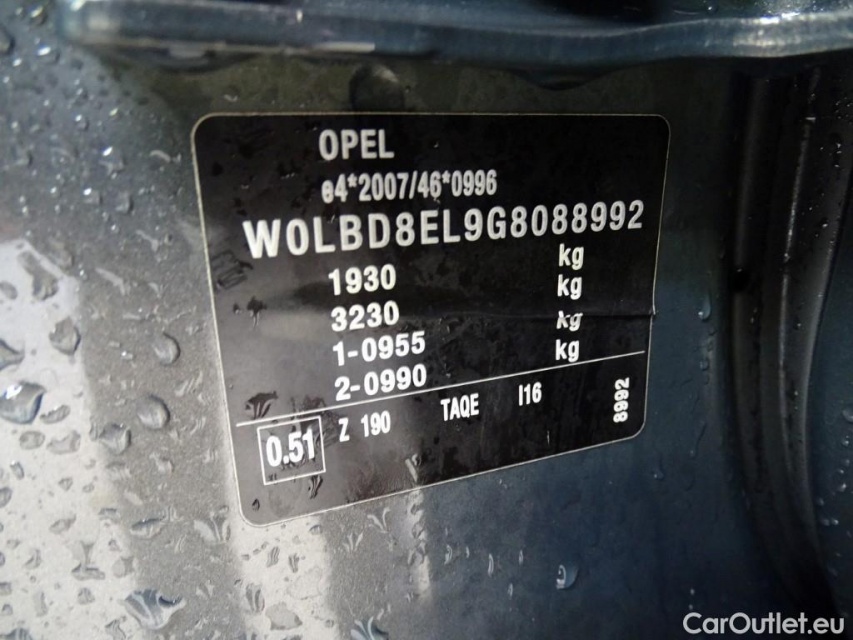 OPEL
e4*2007/46*0996
W0LBD8EL9G8088992
1930 kg
3230 kg
1-0955 kg
2-0990 kg
0.51 Z 190 TAQE I16 8992
CarOutlet.eu